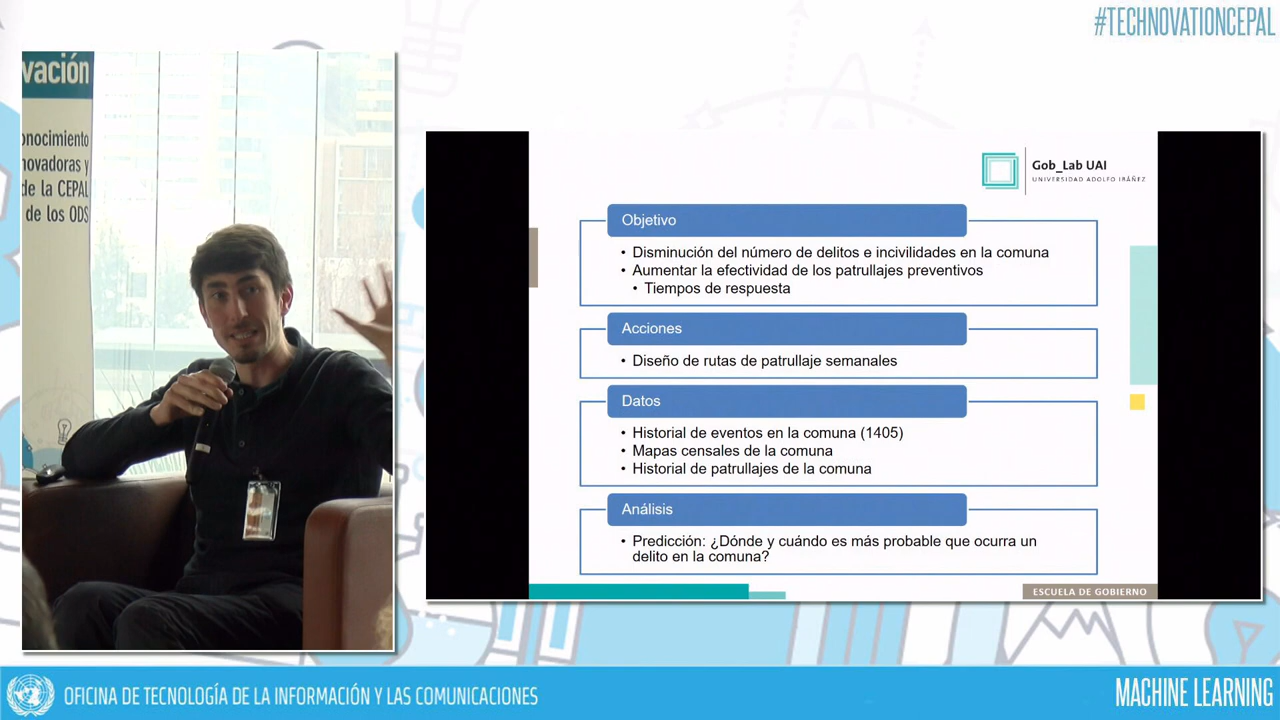 #TECHNOVATIONCEPAL
vación
onocimiento
novadoras y
de la CEPAL
de los ODS
Gob_Lab UAI
UNIVERSIDAD ADOLFO IBÁÑEZ
Objetivo
• Disminución del número de delitos e incivilidades en la comuna
• Aumentar la efectividad de los patrullajes preventivos
• Tiempos de respuesta
Acciones
• Diseño de rutas de patrullaje semanales
Datos
• Historial de eventos en la comuna (1405)
• Mapas censales de la comuna
• Historial de patrullajes de la comuna
Análisis
• Predicción: ¿Dónde y cuándo es más probable que ocurra un
delito en la comuna?
ESCUELA DE GOBIERNO
OFICINA DE TECNOLOGÍA DE LA INFORMACIÓN Y LAS COMUNICACIONES
MACHINE LEARNING